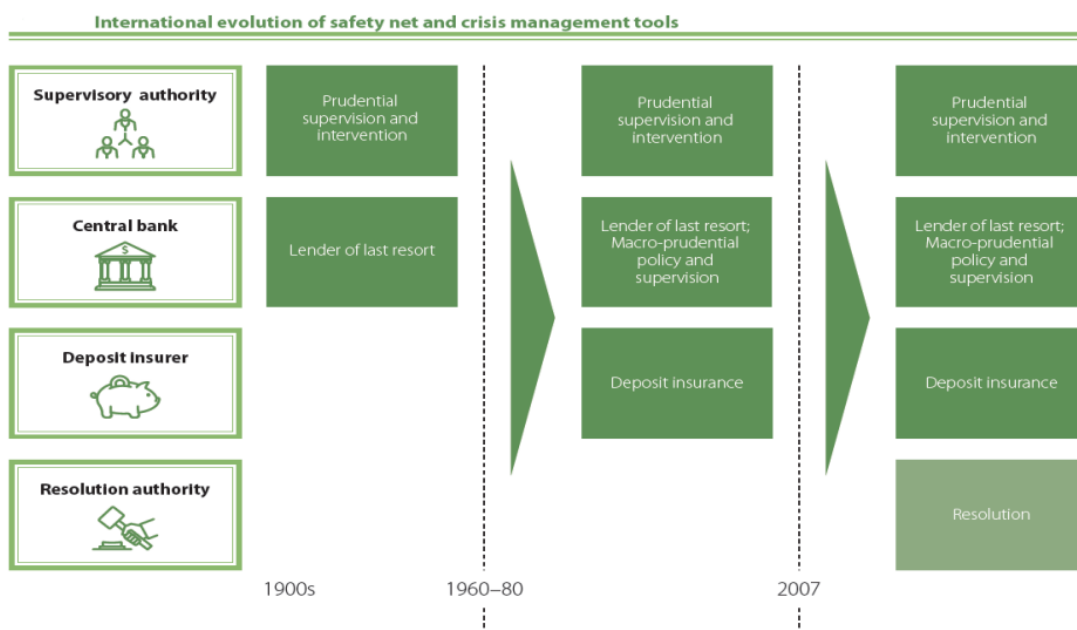 International evolution of safety net and crisis management tools
Supervisory authority
Prudential
supervision and
intervention
Prudential
supervision and
intervention
Prudential
supervision and
intervention
Central bank
$
Lender of last resort
Lender of last resort;
Macro-prudential
policy and
supervision
Lender of last resort;
Macro-prudential
policy and
supervision
Deposit insurer
Deposit insurance
Deposit insurance
Resolution authority
Resolution
1900s
1960–80
2007